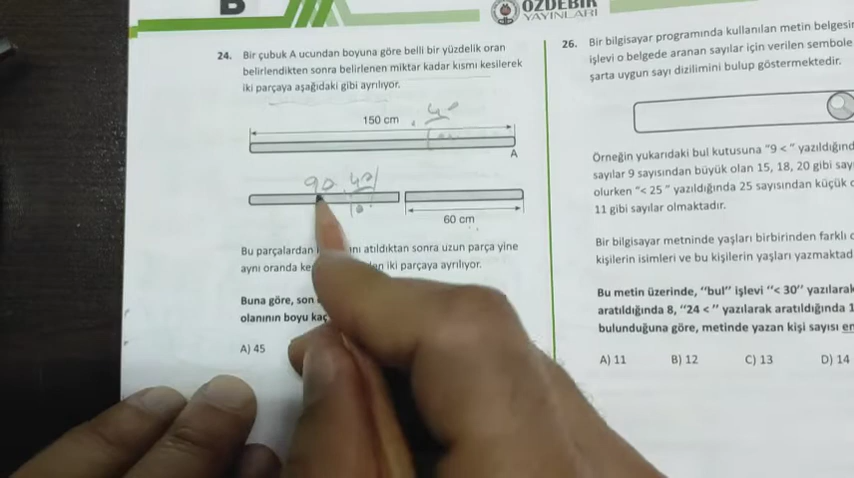 B
ÖZDEBİR
YAYINLARI
24. Bir çubuk A ucundan boyuna göre belli bir yüzdelik oran
belirlendikten sonra belirlenen miktar kadar kısmı kesilerek
iki parçaya aşağıdaki gibi ayrılıyor.
150 cm
A
90
60 cm
Bu parçalardan atıldıktan sonra uzun parça yine
aynı oranda iki parçaya ayrılıyor.
Buna göre, son
olanının boyu kaç
A) 45
26. Bir bilgisayar programında kullanılan metin belgesin
işlevi o belgede aranan sayılar için verilen sembole
şarta uygun sayı dizilimini bulup göstermektedir.
Örneğin yukarıdaki bul kutusuna "9 < " yazıldığınd
sayılar 9 sayısından büyük olan 15, 18, 20 gibi say
olurken "< 25 " yazıldığında 25 sayısından küçük
11 gibi sayılar olmaktadır.
Bir bilgisayar metninde yaşları birbirinden farklı
kişilerin isimleri ve bu kişilerin yaşları yazmaktad
Bu metin üzerinde, "bul" işlevi "< 30" yazılarak
aratıldığında 8, "24 < " yazılarak aratıldığında 1
bulunduğuna göre, metinde yazan kişi sayısı en
A) 11 B) 12 C) 13 D) 14